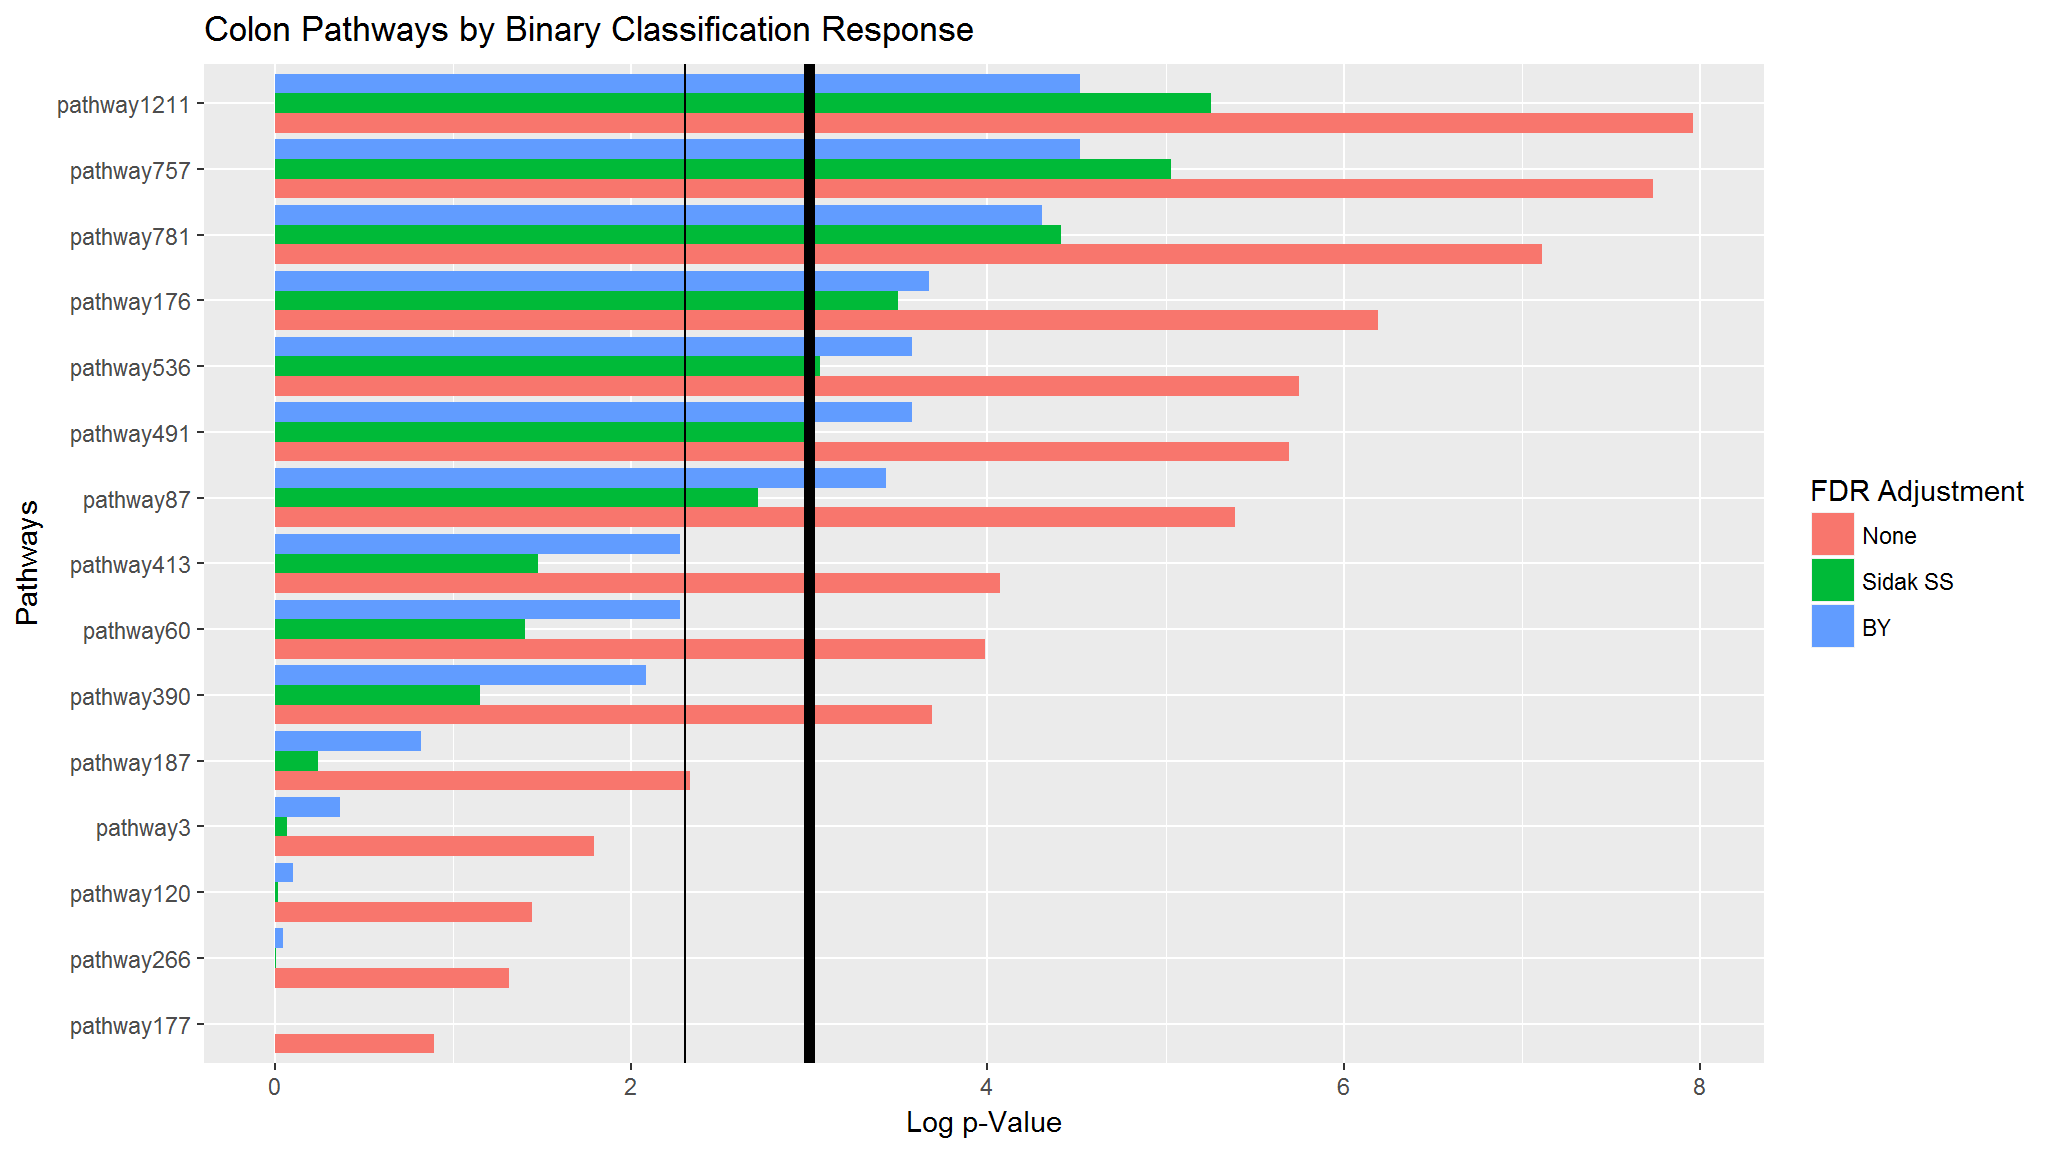 Colon Pathways by Binary Classification Response
pathway1211
pathway757
pathway781
pathway176
pathway536
pathway491
pathway87
pathway413
pathway60
pathway390
pathway187
pathway3
pathway120
pathway266
pathway177
Pathways
0 2 4 6 8
Log p-Value
FDR Adjustment
None
Sidak SS
BY